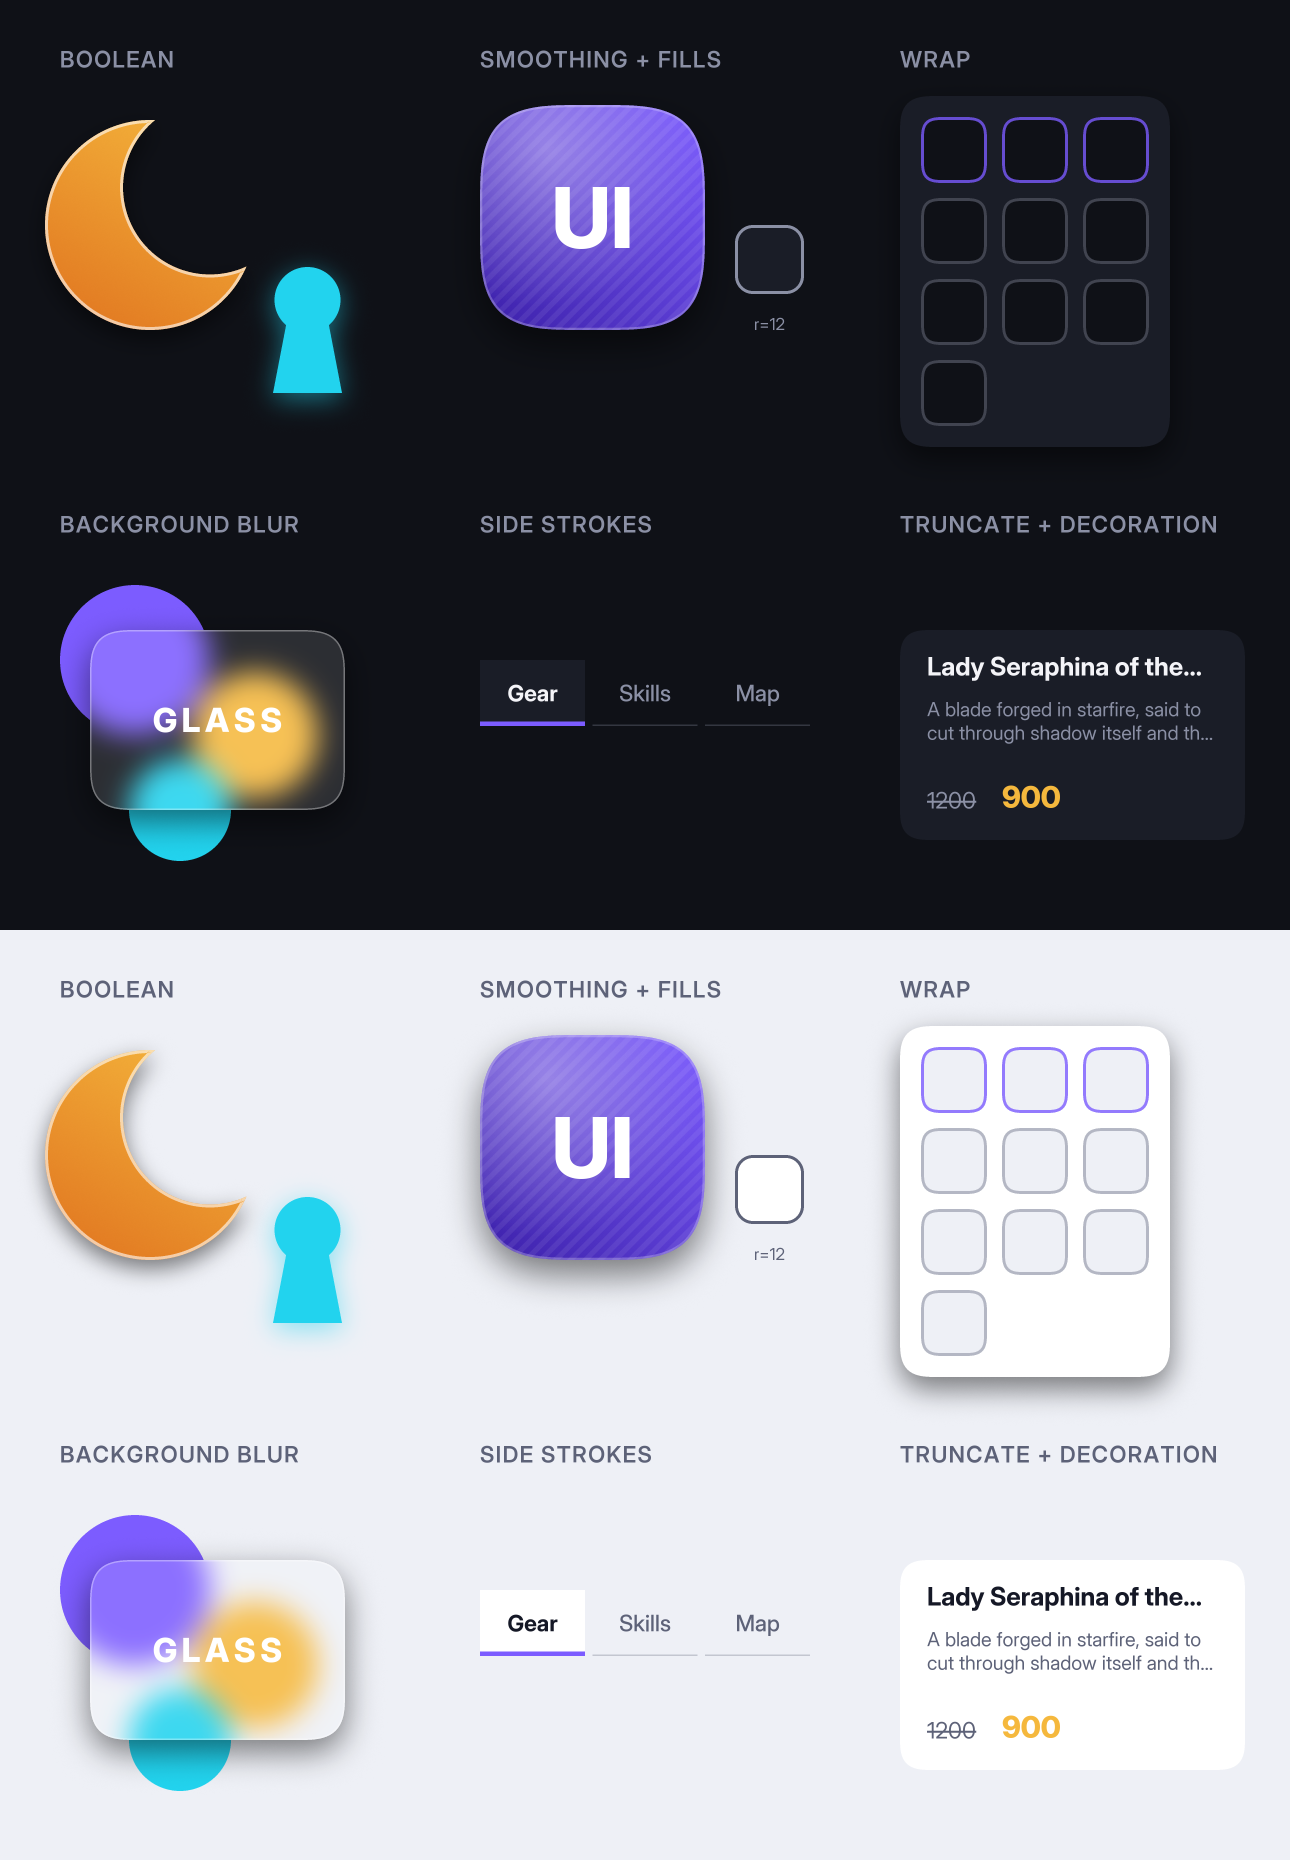 BOOLEAN
SMOOTHING + FILLS
WRAP
UI
r=12
BACKGROUND BLUR
SIDE STROKES
TRUNCATE + DECORATION
GLASS
Gear
Skills
Map
Lady Seraphina of the...
A blade forged in starfire, said to
cut through shadow itself and th...
1200 900
BOOLEAN
SMOOTHING + FILLS
WRAP
UI
r=12
BACKGROUND BLUR
SIDE STROKES
TRUNCATE + DECORATION
GLASS
Gear
Skills
Map
Lady Seraphina of the...
A blade forged in starfire, said to
cut through shadow itself and th...
1200 900